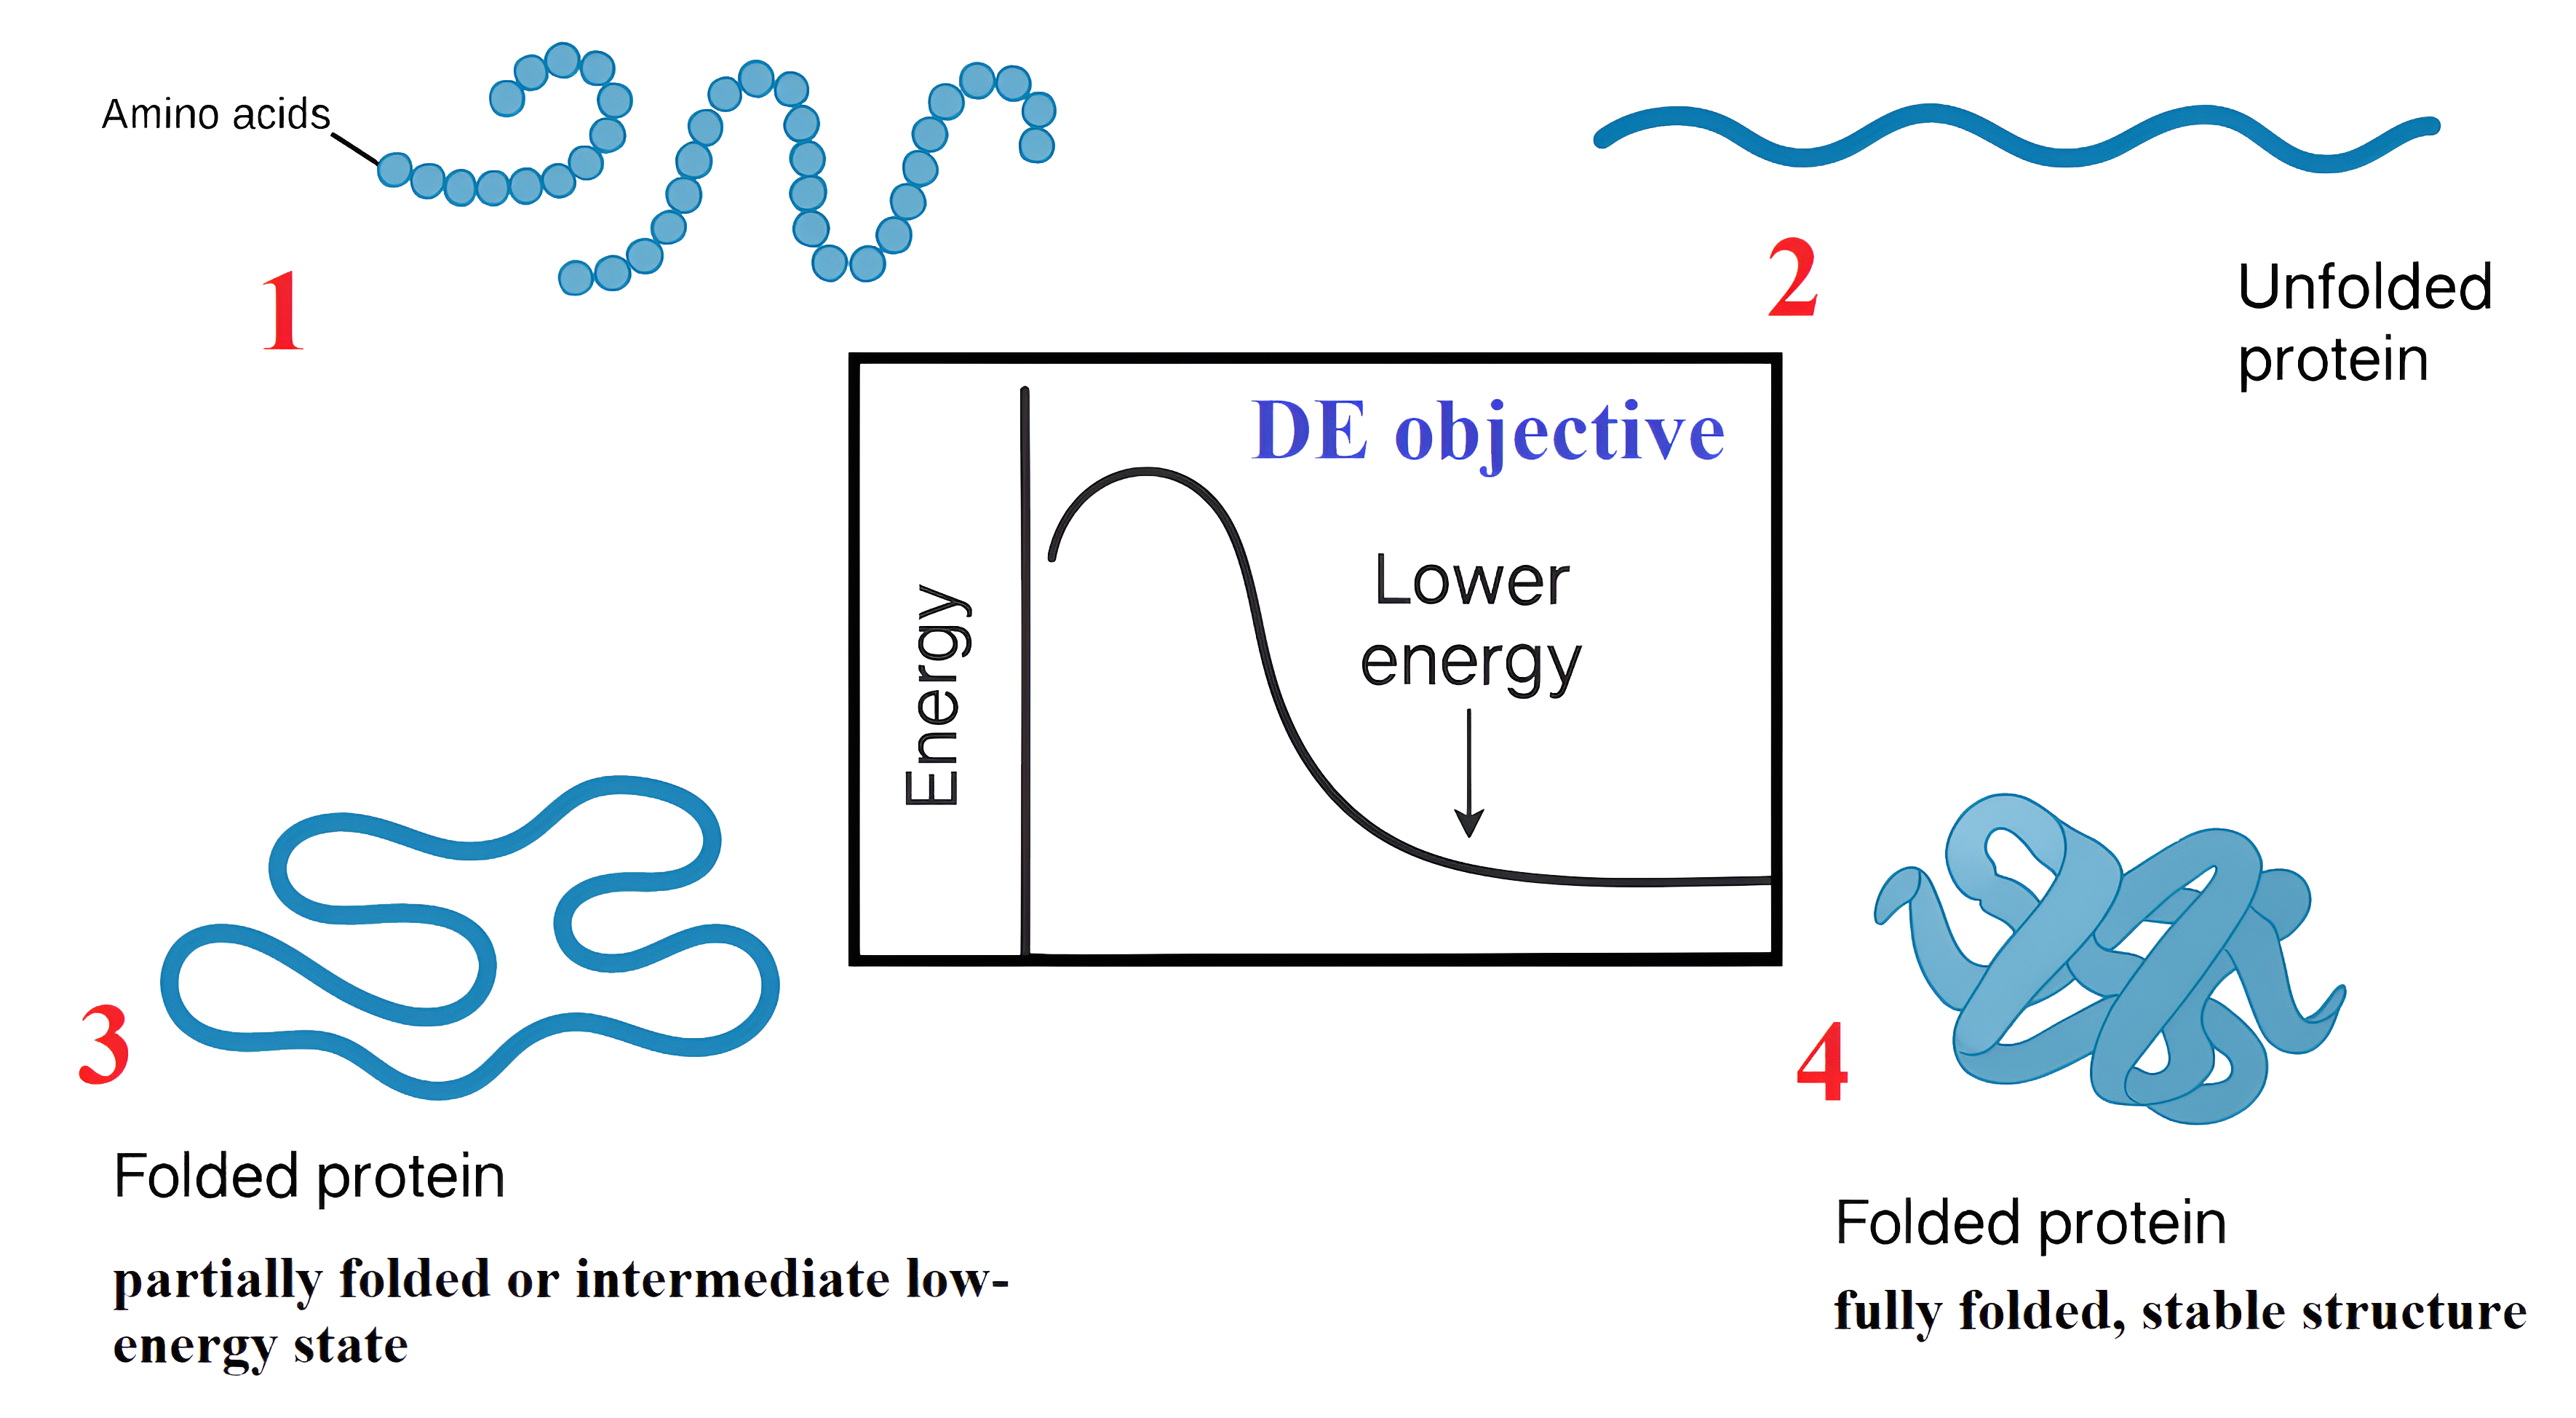 Amino acids
1
2
Unfolded
protein
DE objective
Lower
energy
Energy
3
Folded protein
partially folded or intermediate low-
energy state
4
Folded protein
fully folded, stable structure